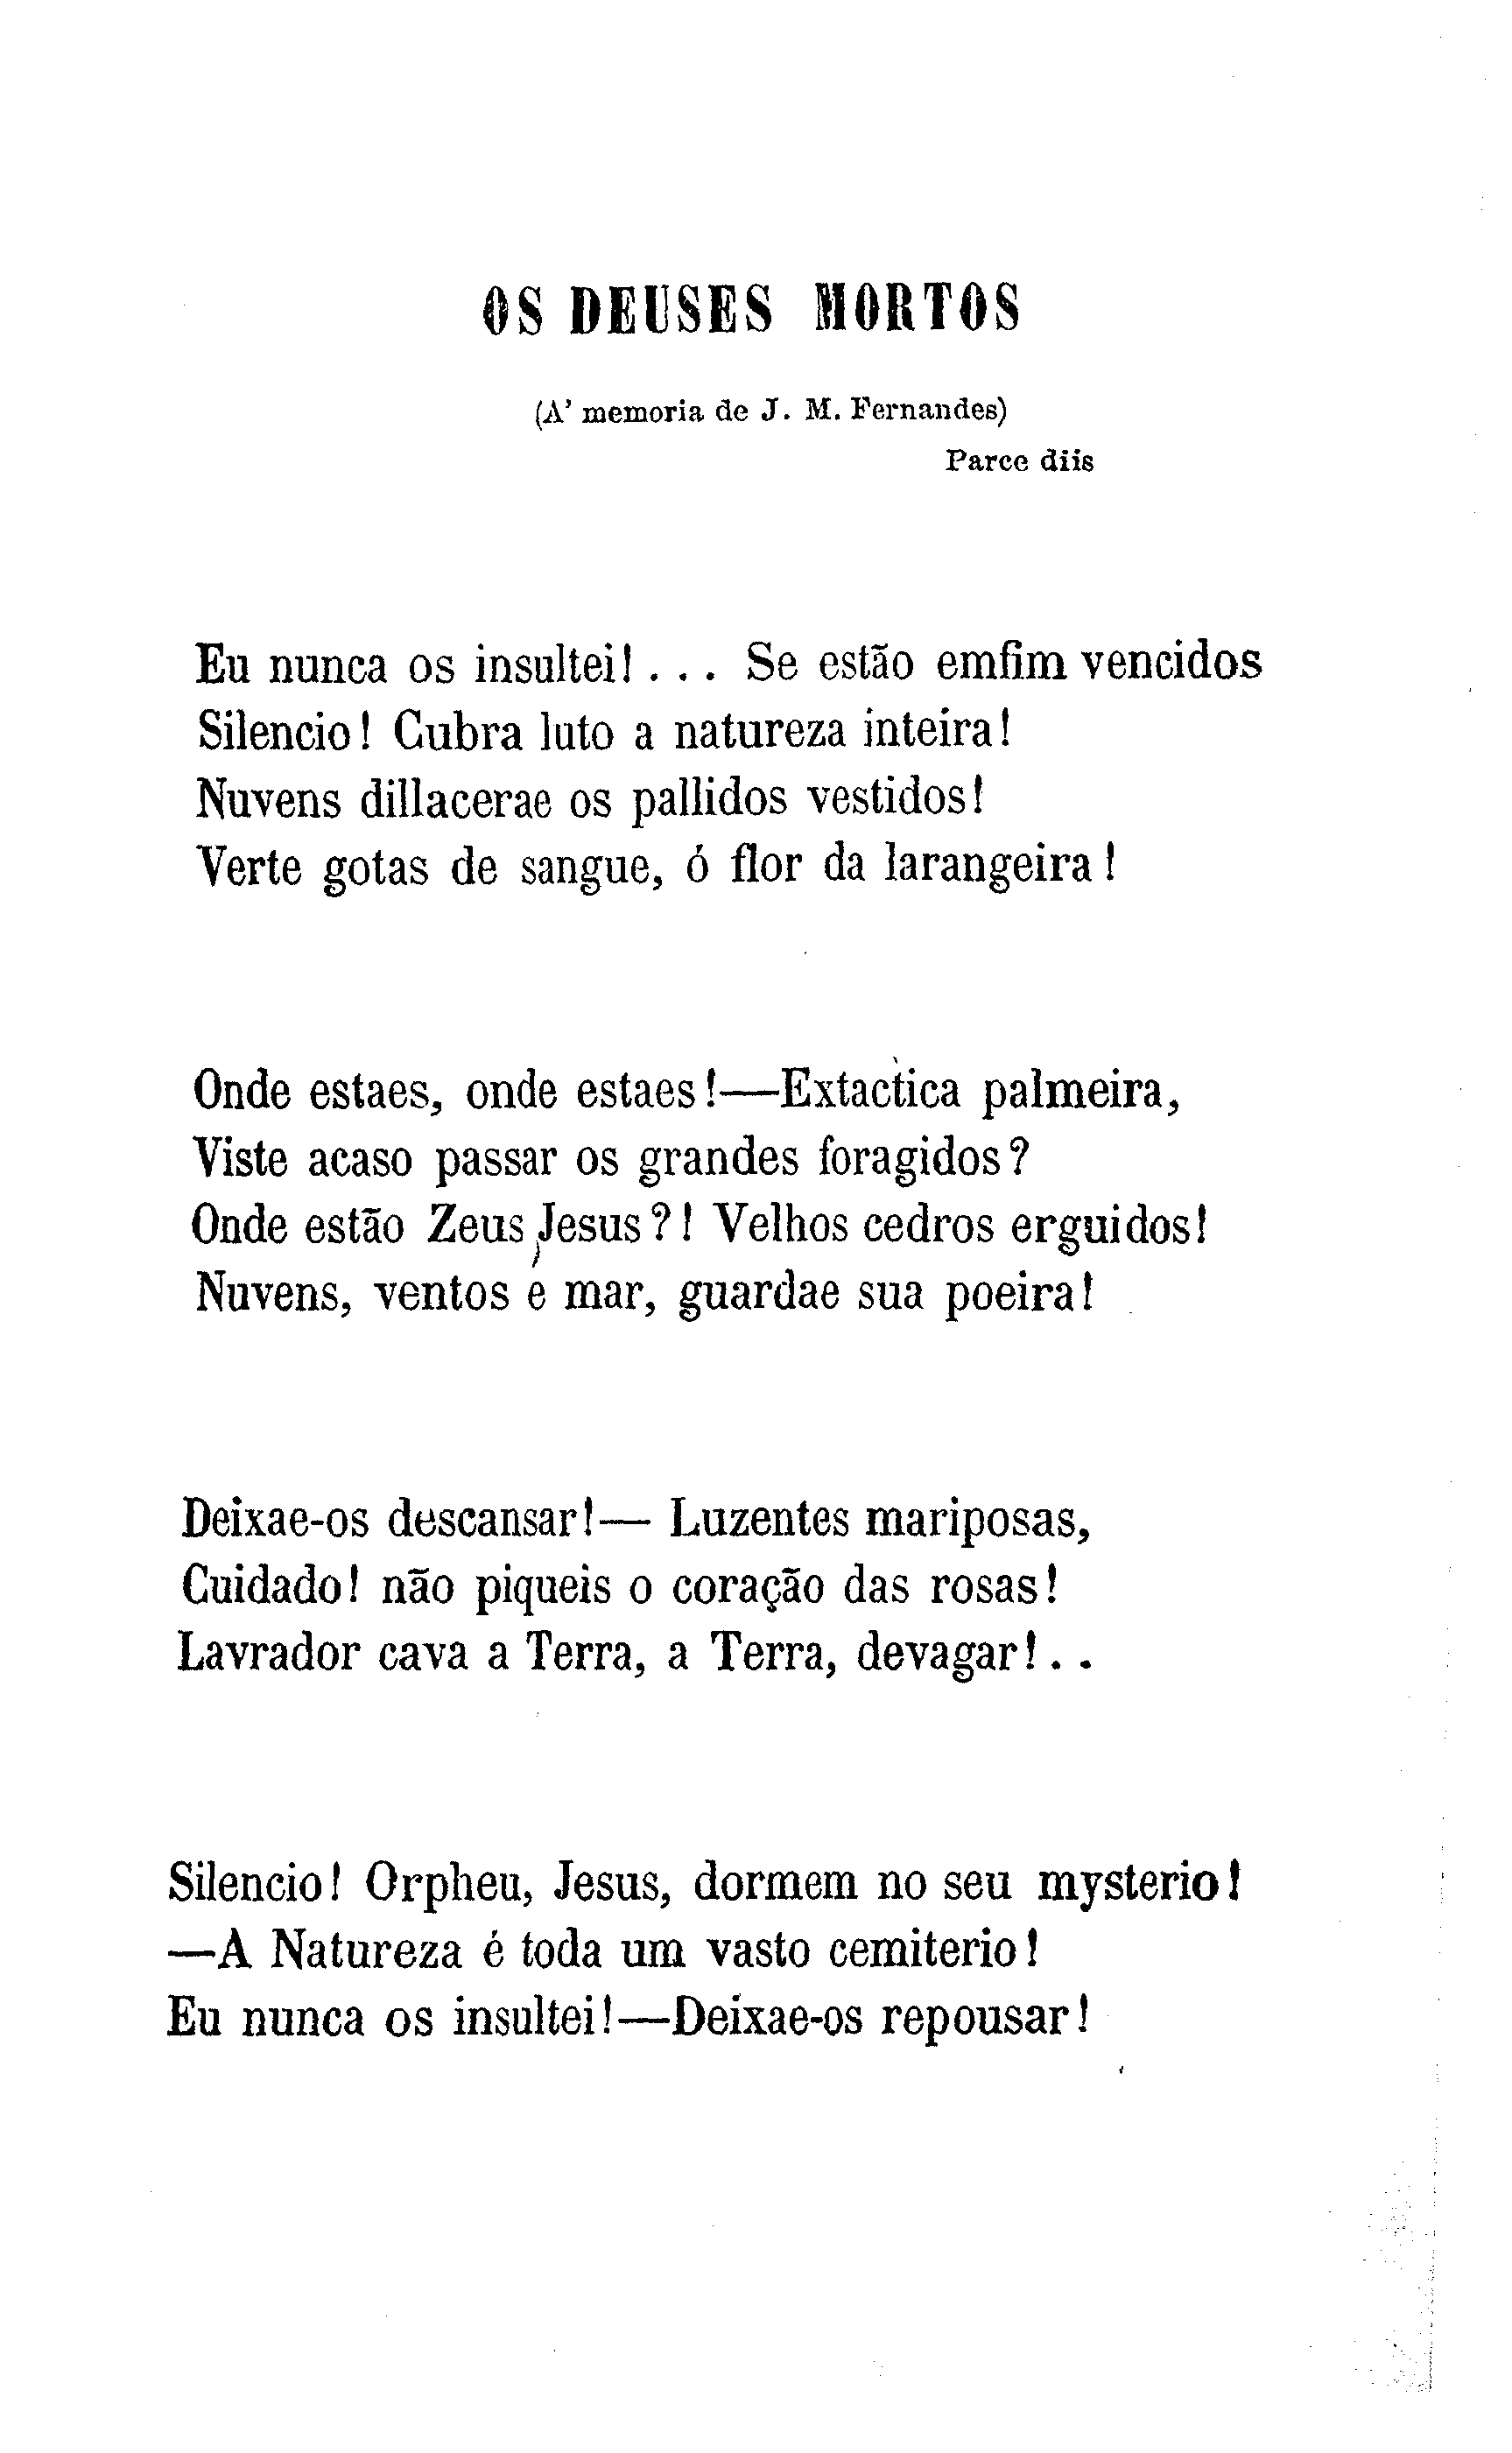 OS DEUSES MORTOS
(A' memoria de J. M. Fernandes)
Parce diis
Eu nunca os insultei!... Se estão emfim vencidos
Silencio! Cubra luto a natureza inteira!
Nuvens dillacerae os pallidos vestidos!
Verte gotas de sangue, ó flor da larangeira!
Onde estaes, onde estaes!—Extactica palmeira,
Viste acaso passar os grandes foragidos?
Onde estão Zeus, Jesus?! Velhos cedros erguidos!
Nuvens, ventos e mar, guardae sua poeira!
Deixae-os descansar!— Luzentes mariposas,
Cuidado! não piqueis o coração das rosas!
Lavrador cava a Terra, a Terra, devagar!..
Silencio! Orpheu, Jesus, dormem no seu mysterio!
—A Natureza é toda um vasto cemiterio!
Eu nunca os insultei!—Deixae-os repousar!